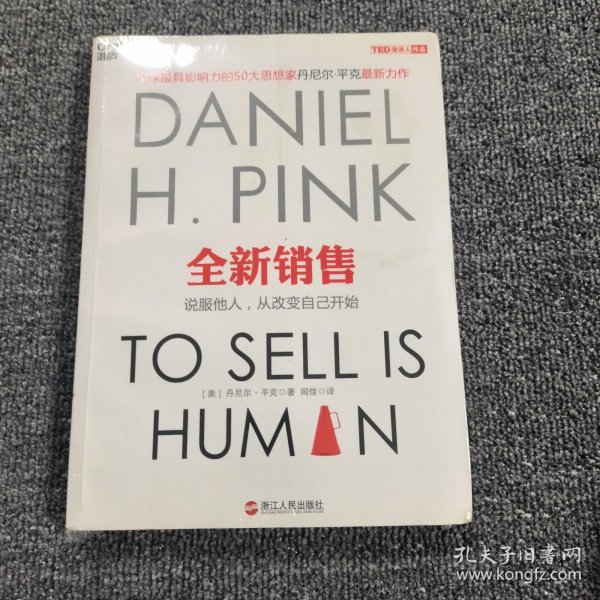 湛庐
TED演讲人作品
全球最具影响力的50大思想家丹尼尔·平克最新力作
DANIEL
H. PINK
全新销售
说服他人，从改变自己开始
TO SELL IS
[美] 丹尼尔·平克◎著 闾佳◎译
HUMAN
浙江人民出版社
孔夫子旧书网
www.kongfz.com